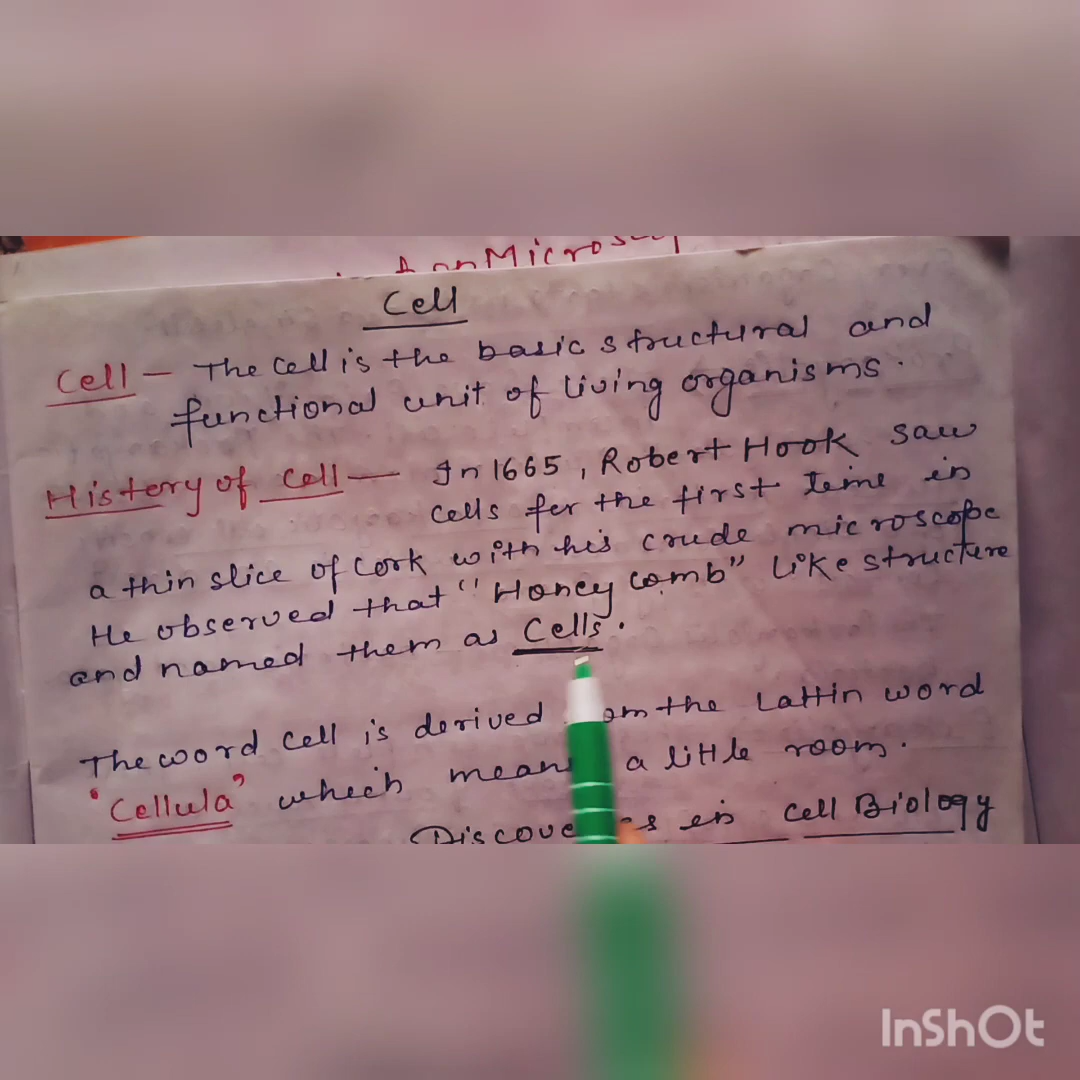 Cell
Cell — The Cell is the basic structural and
functional unit of living organisms.
History of Cell — In 1665, Robert Hook saw
cells for the first time in
a thin slice of Cork with his crude microscope
He observed that "Honey comb" like structure
and named them as Cells.
The word Cell is derived the Lattin word
'Cellula' which a little room.
in Cell Biology
InShOt